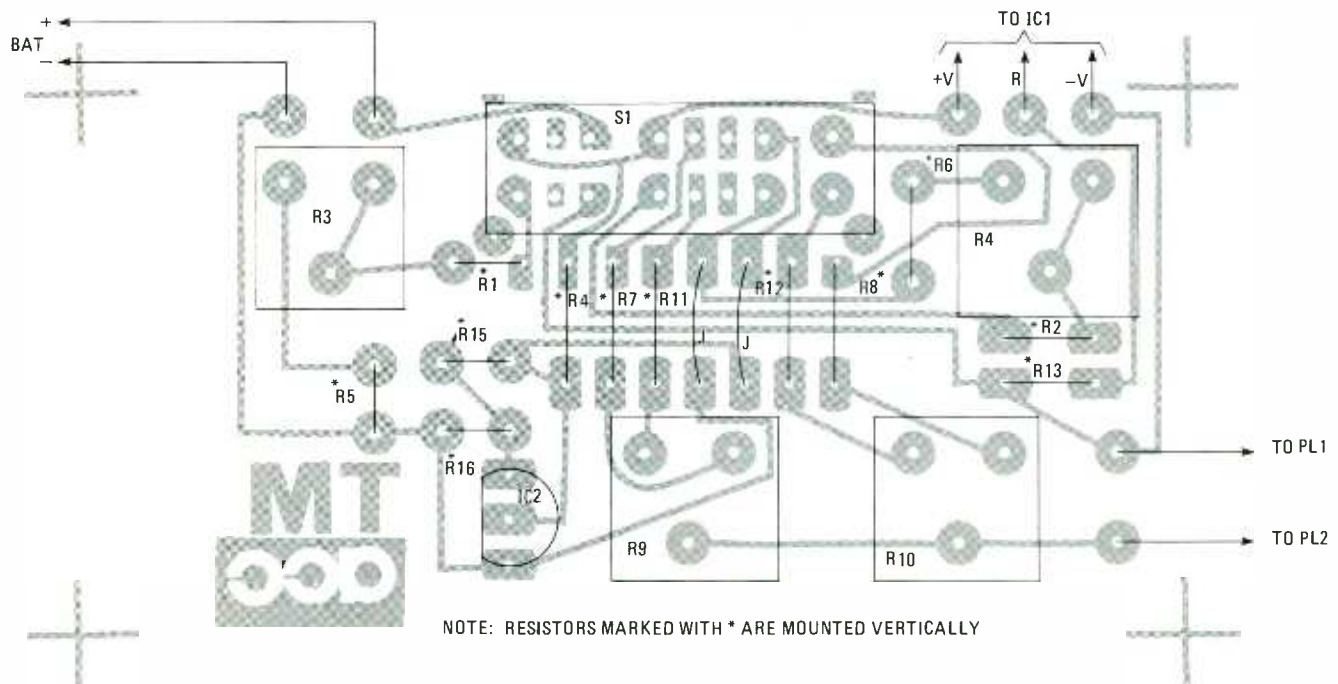 TO IC1
+
BAT
−
+V R −V
S1
*R6
R3
R4
*R1
*R4 *R7 *R11 R12* R8*
*R2
*R15
J J
*R13
*R5
TO PL1
*R16
MT
IC2
R9
R10
TO PL2
NOTE: RESISTORS MARKED WITH * ARE MOUNTED VERTICALLY